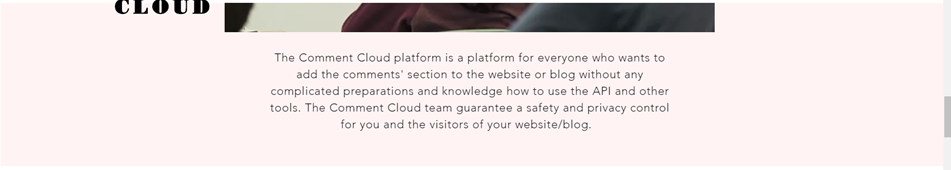 CLOUD
The Comment Cloud platform is a platform for everyone who wants to
add the comments' section to the website or blog without any
complicated preparations and knowledge how to use the API and other
tools. The Comment Cloud team guarantee a safety and privacy control
for you and the visitors of your website/blog.